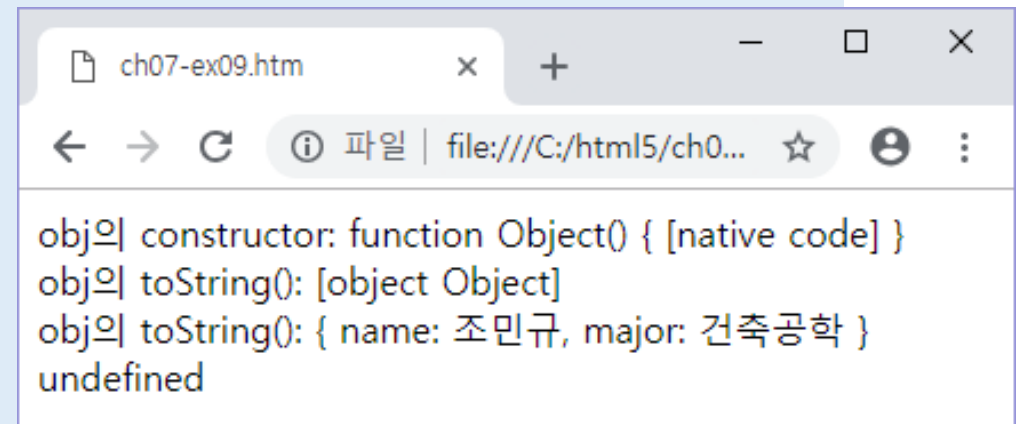 ch07-ex09.htm
파일 | file:///C:/html5/ch0...
obj의 constructor: function Object() { [native code] }
obj의 toString(): [object Object]
obj의 toString(): { name: 조민규, major: 건축공학 }
undefined